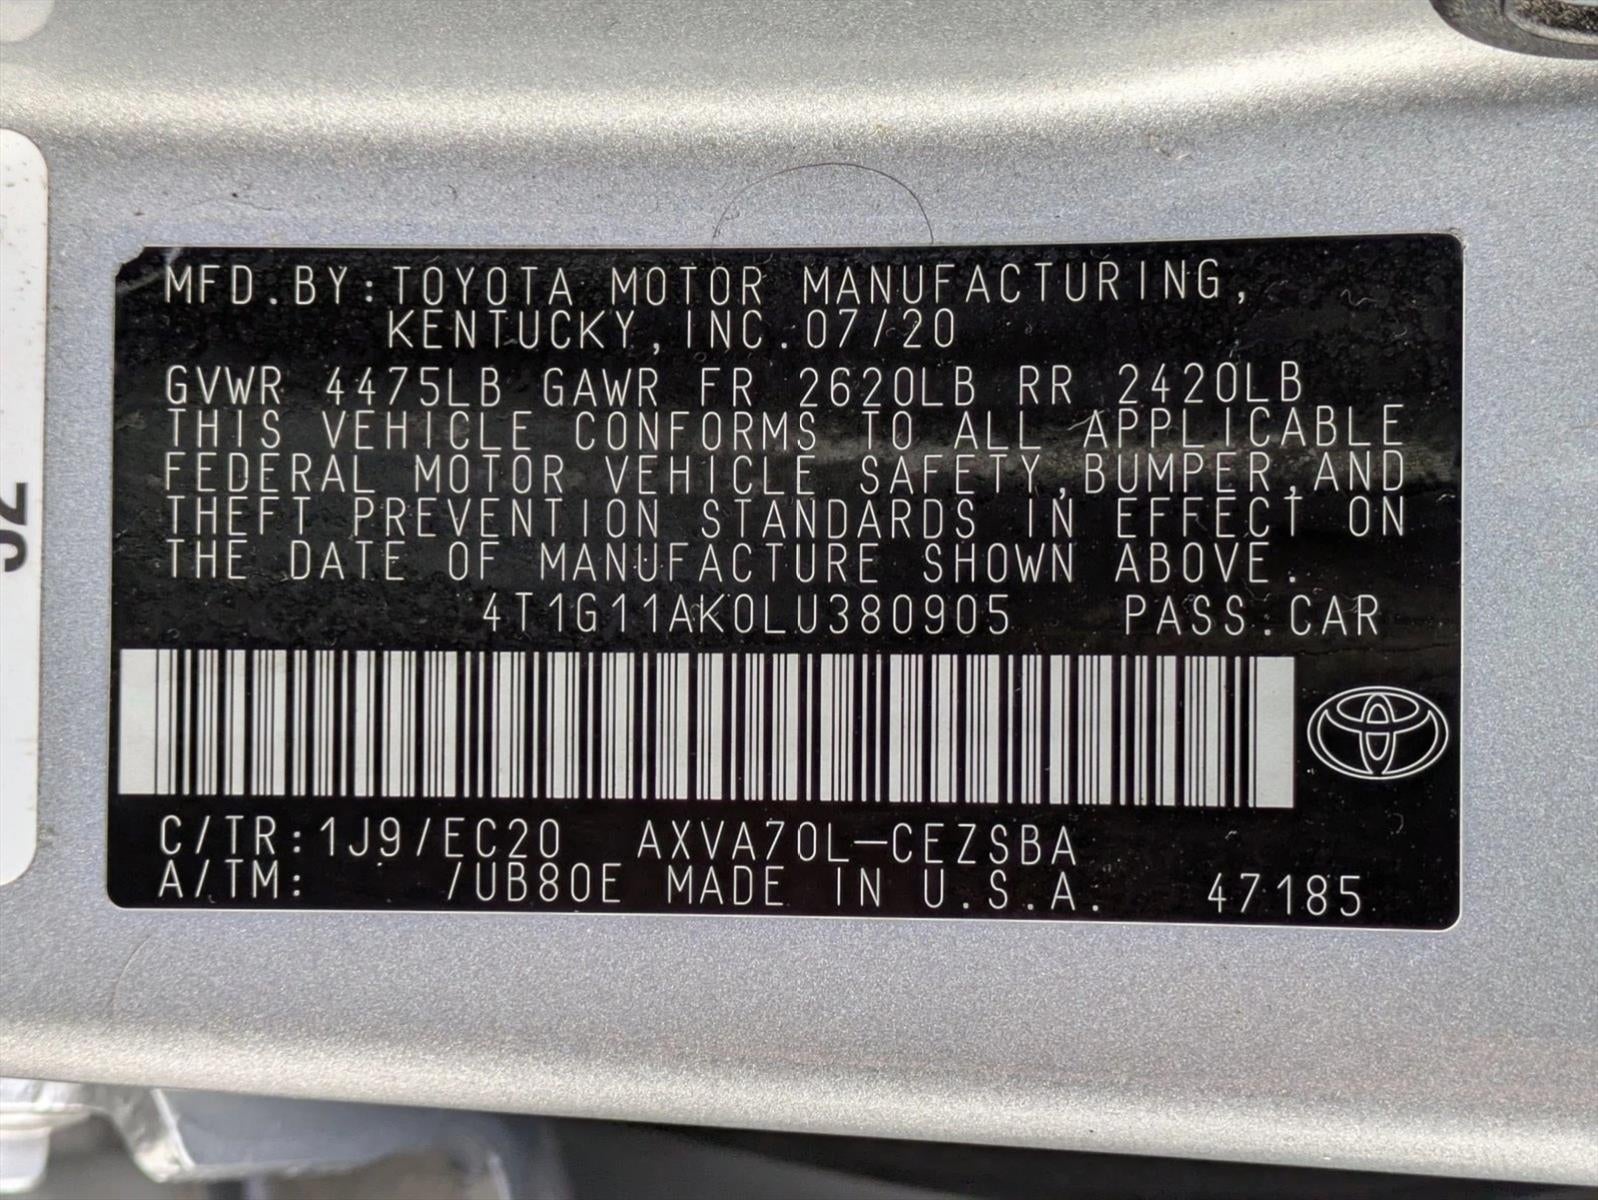 MFD.BY:TOYOTA MOTOR MANUFACTURING,
KENTUCKY,INC.07/20
GVWR 4475LB GAWR FR 2620LB RR 2420LB
THIS VEHICLE CONFORMS TO ALL APPLICABLE
FEDERAL MOTOR VEHICLE SAFETY,BUMPER,AND
THEFT PREVENTION STANDARDS IN EFFECT ON
THE DATE OF MANUFACTURE SHOWN ABOVE.
4T1G11AK0LU380905 PASS.CAR
C/TR:1J9/EC20 AXVA70L-CEZSBA
A/TM: /UB80E MADE IN U.S.A. 47185